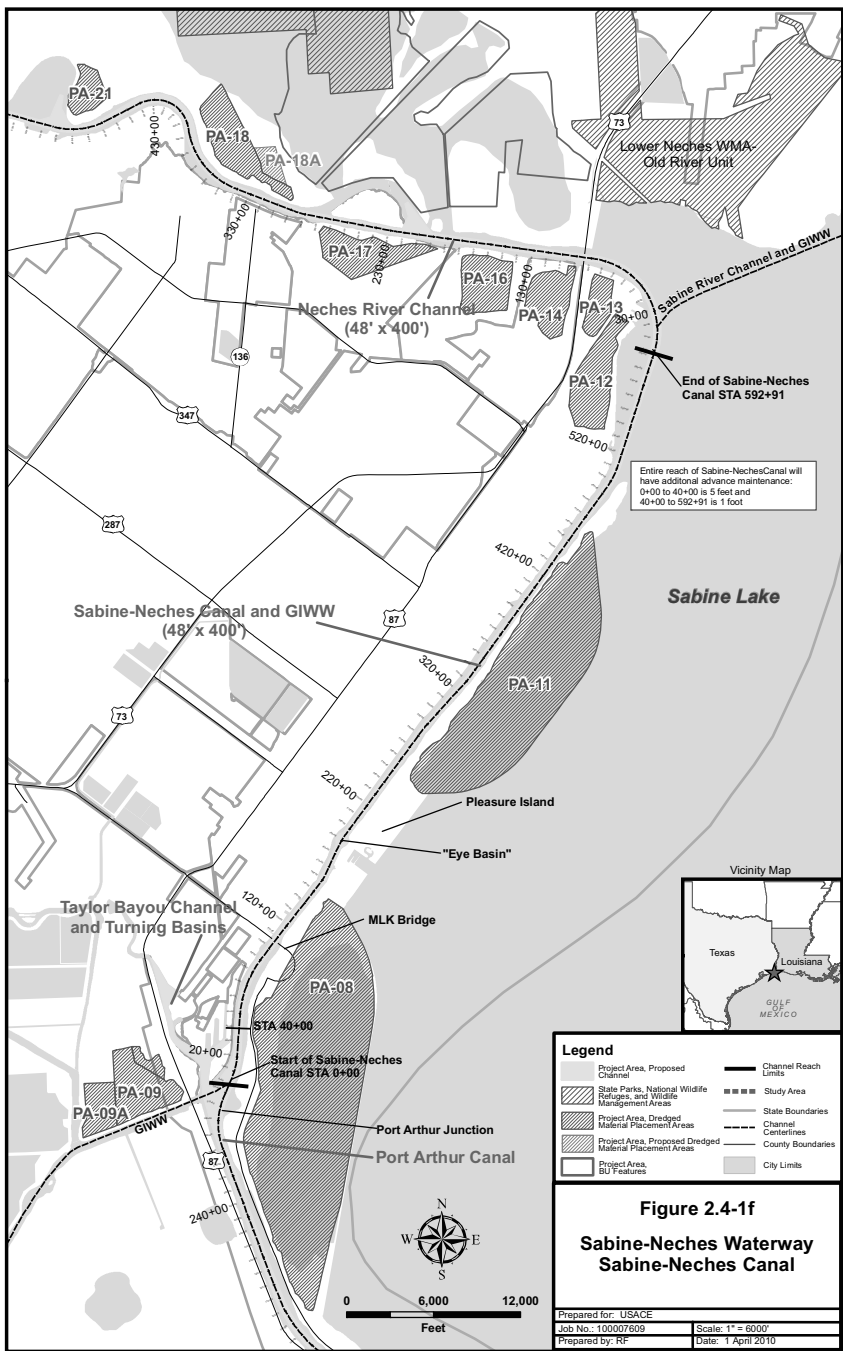 PA-21
430+00
PA-18
PA-18A
73
Lower Neches WMA-
Old River Unit
330+00
PA-17
230+00
PA-16
130+00
PA-14
PA-13
30+00
Sabine River Channel and GIWW
Neches River Channel
(48' x 400')
136
PA-12
End of Sabine-Neches
Canal STA 592+91
347
520+00
Entire reach of Sabine-NechesCanal will
have additonal advance maintenance:
0+00 to 40+00 is 5 feet and
40+00 to 592+91 is 1 foot
287
420+00
Sabine Lake
Sabine-Neches Canal and GIWW
(48' x 400')
87
320+00
PA-11
73
220+00
Pleasure Island
"Eye Basin"
120+00
Taylor Bayou Channel
and Turning Basins
MLK Bridge
PA-08
STA 40+00
20+00
Start of Sabine-Neches
Canal STA 0+00
PA-09
PA-09A
GIWW
Port Arthur Junction
87
Port Arthur Canal
240+00
N
W
E
S
0
6,000
12,000
Feet
Vicinity Map
Texas
Louisiana
GULF
OF
MEXICO
Legend
Project Area, Proposed
Channel
State Parks, National Wildlife
Refuges, and Wildlife
Management Areas
Project Area, Dredged
Material Placement Areas
Project Area, Proposed Dredged
Material Placement Areas
Project Area,
BU Features
Channel Reach
Limits
Study Area
State Boundaries
Channel
Centerlines
County Boundaries
City Limits
Figure 2.4-1f
Sabine-Neches Waterway
Sabine-Neches Canal
Prepared for: USACE
Job No.: 100007609
Scale: 1" = 6000'
Prepared by: RF
Date: 1 April 2010